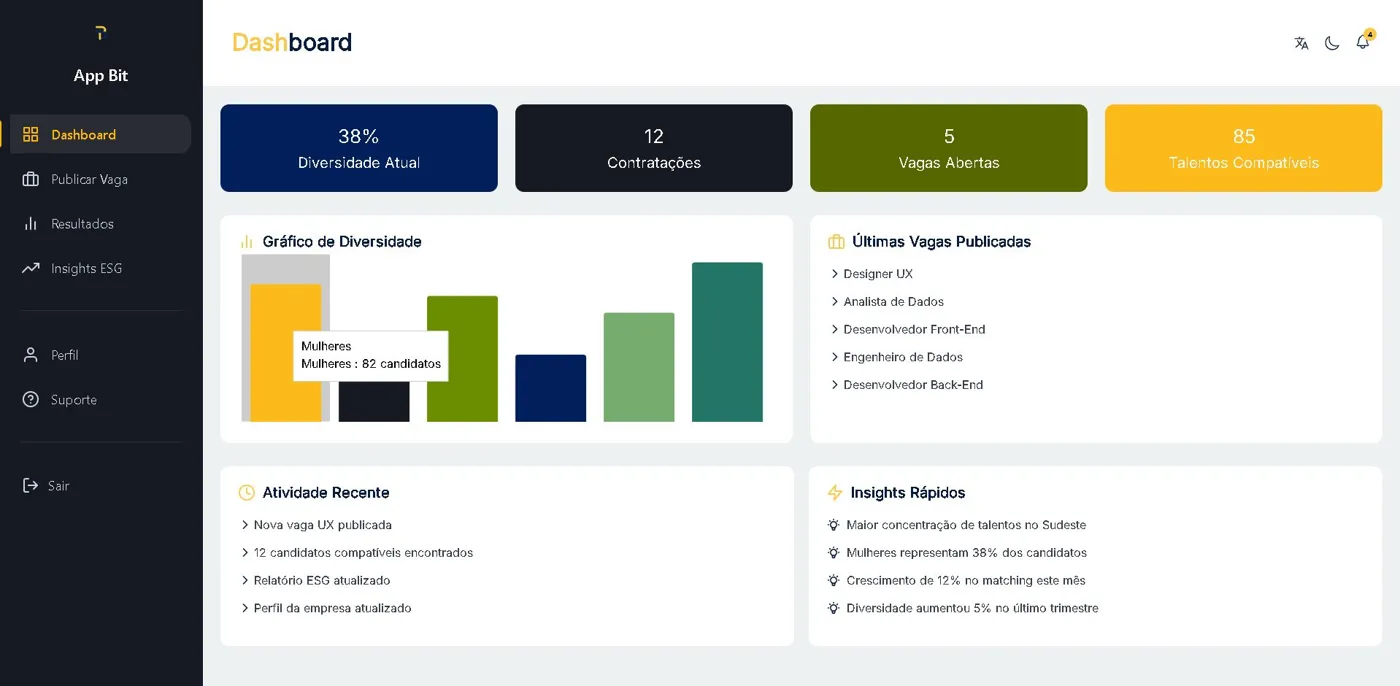 App Bit
Dashboard
Publicar Vaga
Resultados
Insights ESG
Perfil
Suporte
Sair
Dashboard
4
38%
Diversidade Atual
12
Contratações
5
Vagas Abertas
85
Talentos Compatíveis
Gráfico de Diversidade
Mulheres
Mulheres : 82 candidatos
Últimas Vagas Publicadas
Designer UX
Analista de Dados
Desenvolvedor Front-End
Engenheiro de Dados
Desenvolvedor Back-End
Atividade Recente
Nova vaga UX publicada
12 candidatos compatíveis encontrados
Relatório ESG atualizado
Perfil da empresa atualizado
Insights Rápidos
Maior concentração de talentos no Sudeste
Mulheres representam 38% dos candidatos
Crescimento de 12% no matching este mês
Diversidade aumentou 5% no último trimestre